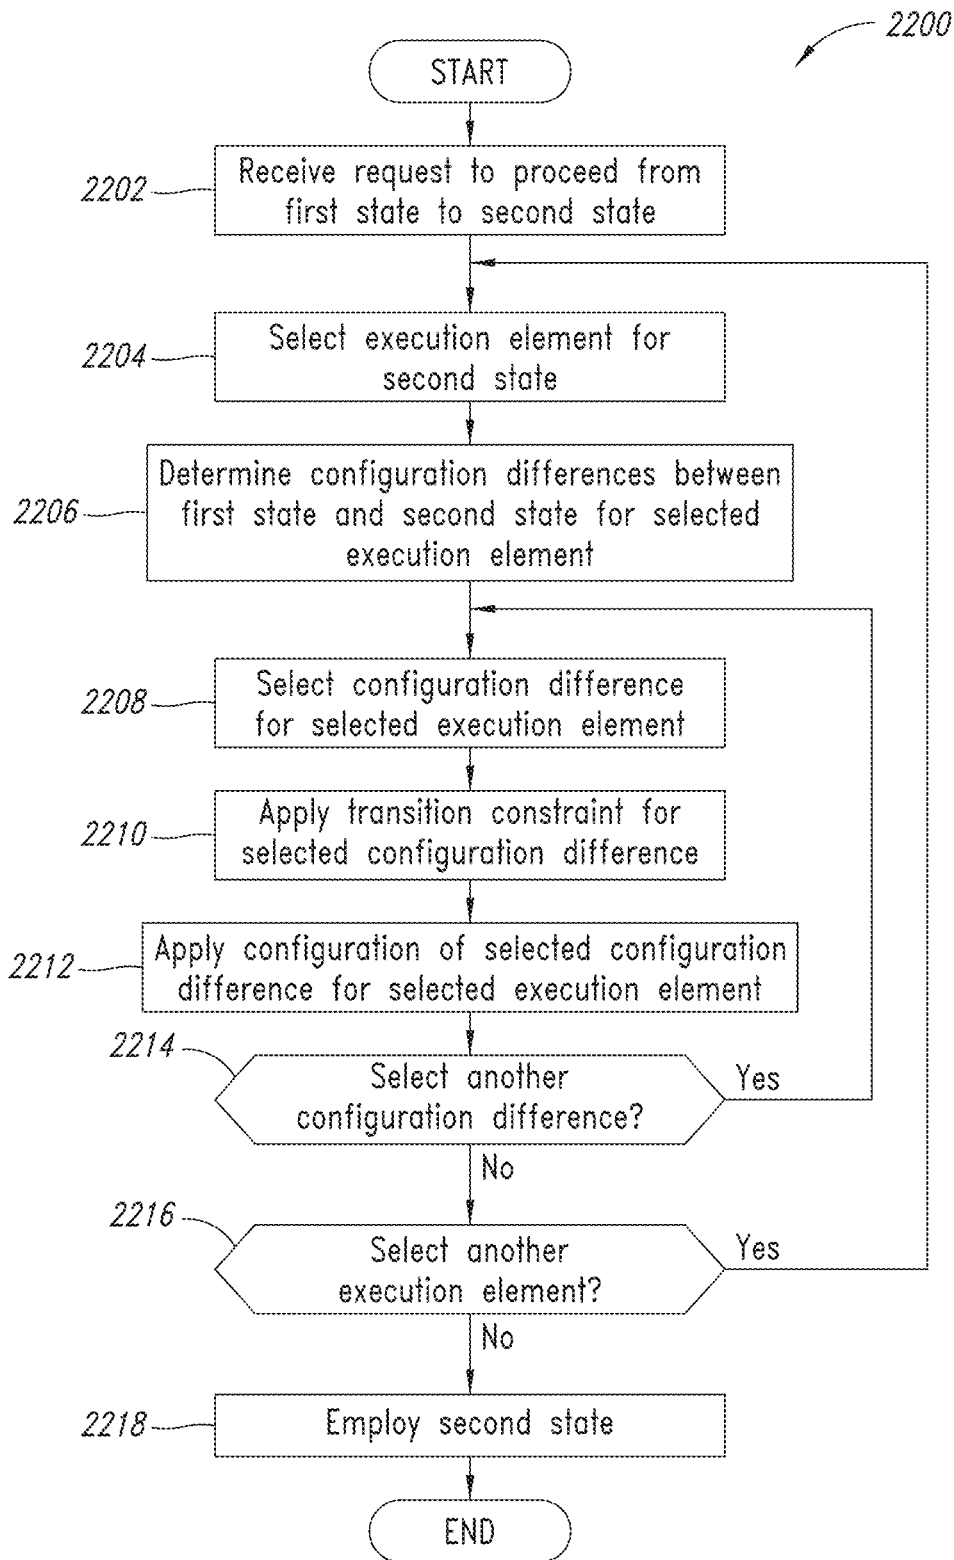 2200
START
2202
Receive request to proceed from
first state to second state
2204
Select execution element for
second state
2206
Determine configuration differences between
first state and second state for selected
execution element
2208
Select configuration difference
for selected execution element
2210
Apply transition constraint for
selected configuration difference
2212
Apply configuration of selected configuration
difference for selected execution element
2214
Select another
configuration difference?
Yes
No
2216
Select another
execution element?
Yes
No
2218
Employ second state
END